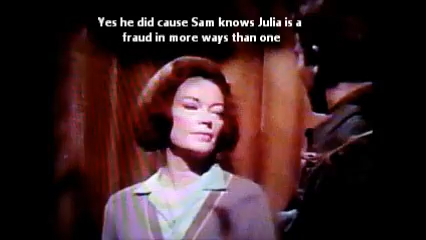 Yes he did cause Sam knows Julia is a
fraud in more ways than one